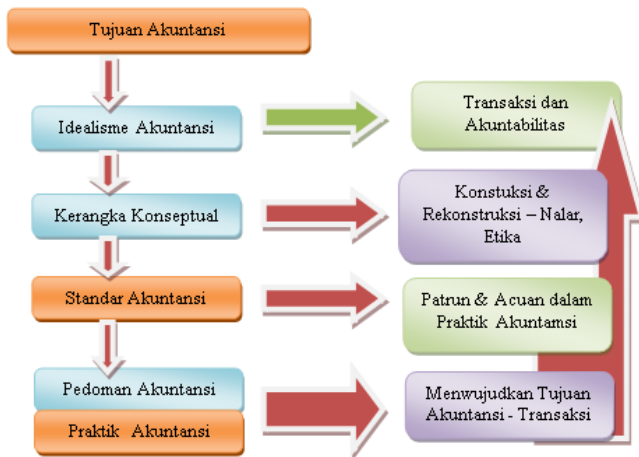 Tujuan Akuntansi
Idealisme Akuntansi
Transaksi dan
Akuntabilitas
Kerangka Konseptual
Konstuksi &
Rekonstruksi – Nalar,
Etika
Standar Akuntansi
Patrun & Acuan dalam
Praktik Akuntamsi
Pedoman Akuntansi
Praktik Akuntansi
Menwujudkan Tujuan
Akuntansi - Transaksi